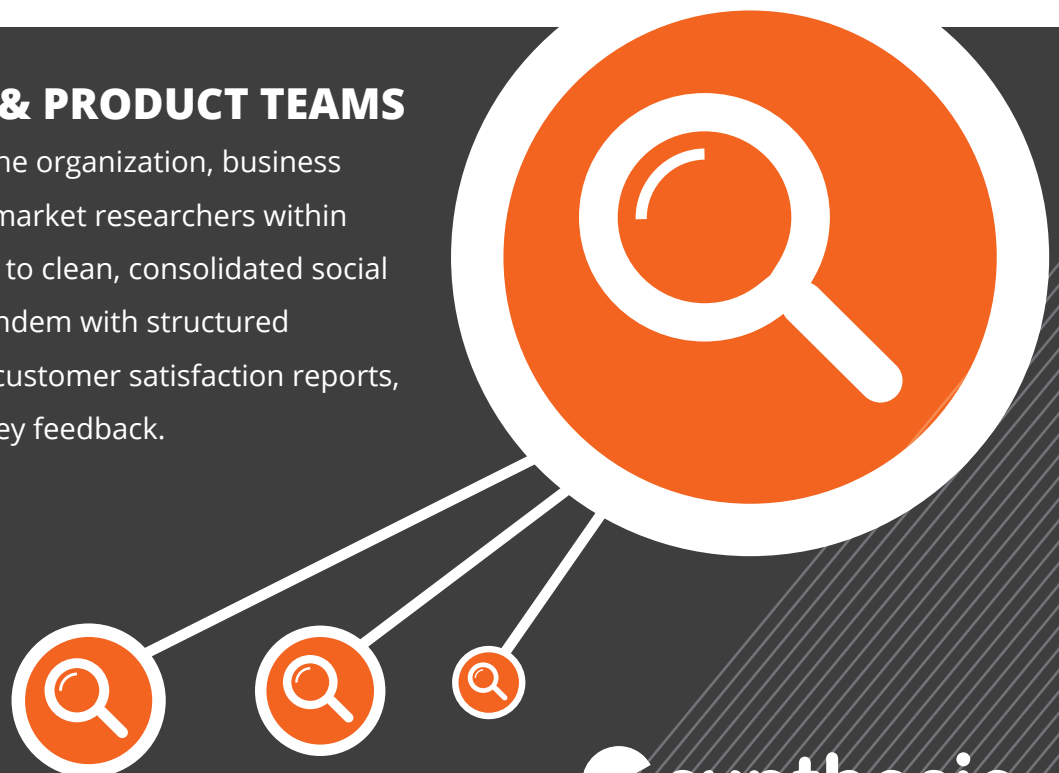 & PRODUCT TEAMS
ne organization, business
market researchers within
to clean, consolidated social
ndem with structured
customer satisfaction reports,
ey feedback.